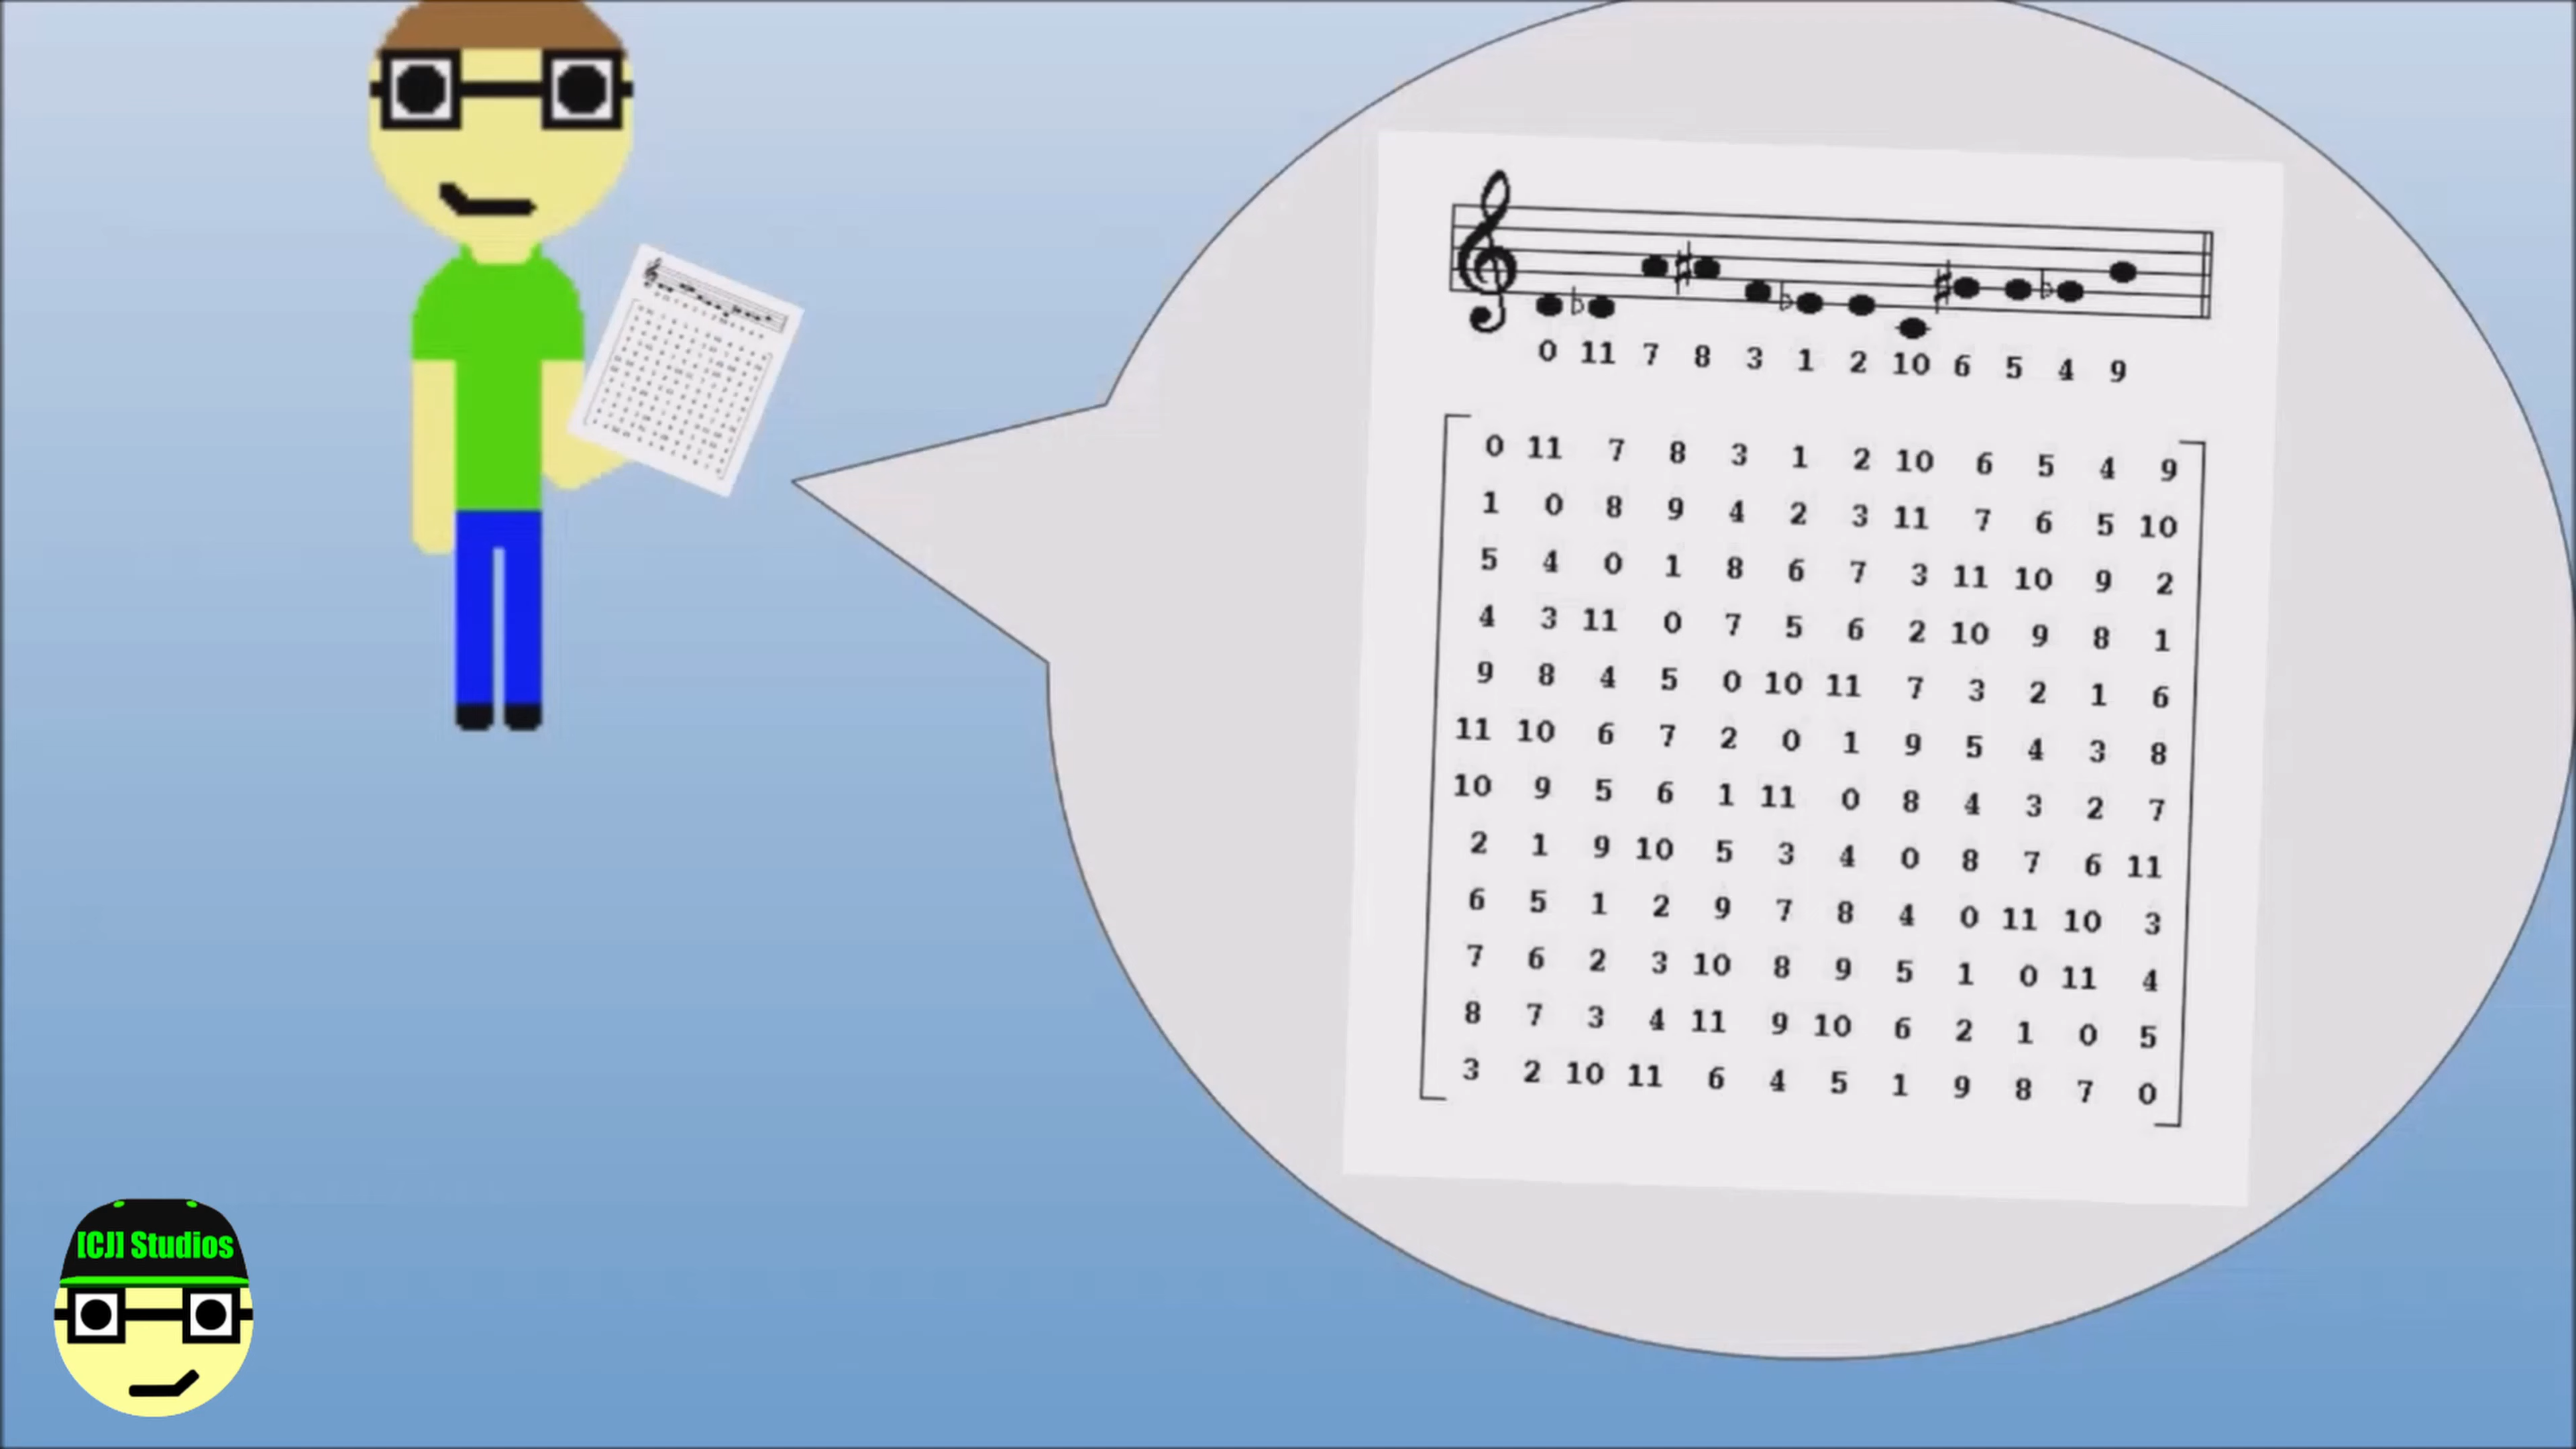 0 11 7 8 3 1 2 10 6 5 4 9
0 11 7 8 3 1 2 10 6 5 4 9
1 0 8 9 4 2 3 11 7 6 5 10
5 4 0 1 8 6 7 3 11 10 9 2
4 3 11 0 7 5 6 2 10 9 8 1
9 8 4 5 0 10 11 7 3 2 1 6
11 10 6 7 2 0 1 9 5 4 3 8
10 9 5 6 1 11 0 8 4 3 2 7
2 1 9 10 5 3 4 0 8 7 6 11
6 5 1 2 9 7 8 4 0 11 10 3
7 6 2 3 10 8 9 5 1 0 11 4
8 7 3 4 11 9 10 6 2 1 0 5
3 2 10 11 6 4 5 1 9 8 7 0
[CJ] Studios